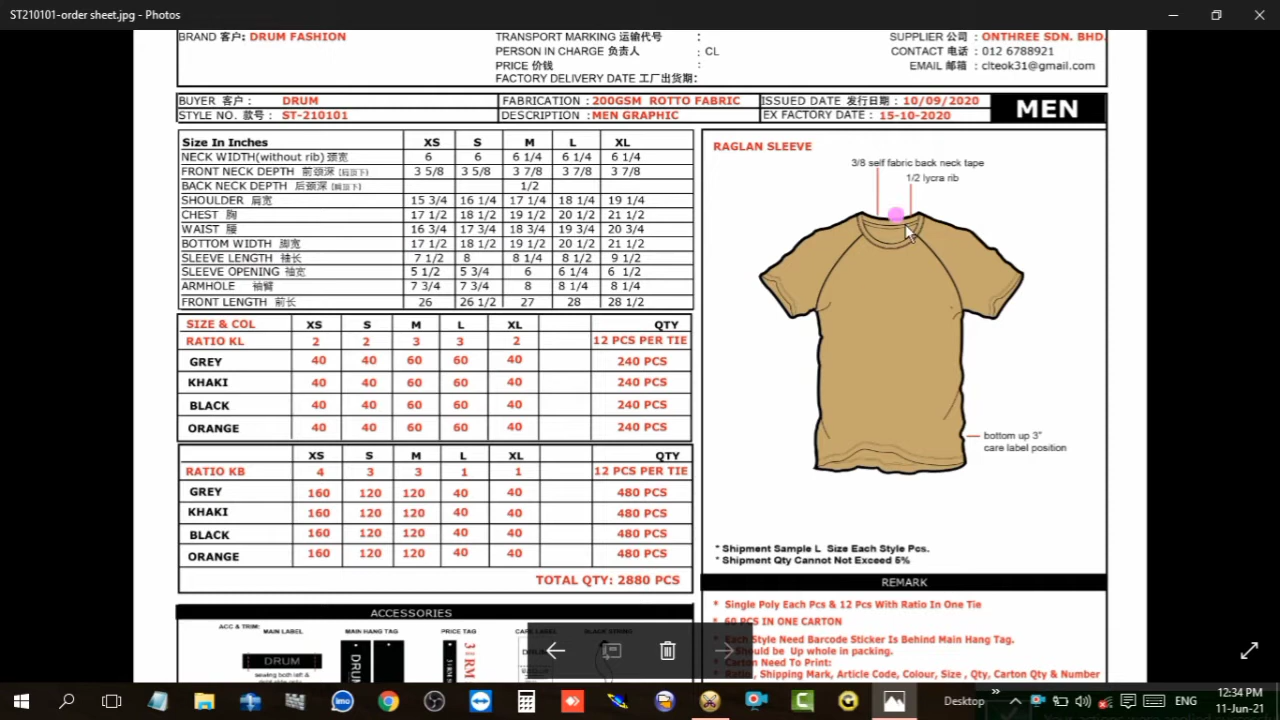 ST210101-order sheet.jpg - Photos
BRAND 客户: DRUM FASHION
TRANSPORT MARKING 运输代号 :
PERSON IN CHARGE 负责人 : CL
PRICE 价钱 :
FACTORY DELIVERY DATE 工厂出货期:
SUPPLIER 公司 : ONTHREE SDN. BHD.
CONTACT 电话 : 012 6788921
EMAIL 邮箱 : clteok31@gmail.com
BUYER 客户 : DRUM
FABRICATION : 200GSM ROTTO FABRIC
ISSUED DATE 发行日期 : 10/09/2020
MEN
STYLE NO. 款号 : ST-210101
DESCRIPTION : MEN GRAPHIC
EX FACTORY DATE : 15-10-2020
Size In Inches XS S M L XL
NECK WIDTH(without rib) 颈宽 6 6 6 1/4 6 1/4 6 1/4
FRONT NECK DEPTH 前颈深 3 5/8 3 5/8 3 7/8 3 7/8 3 7/8
BACK NECK DEPTH 后颈深 1/2
SHOULDER 肩宽 15 3/4 16 1/4 17 1/4 18 1/4 19 1/4
CHEST 胸 17 1/2 18 1/2 19 1/2 20 1/2 21 1/2
WAIST 腰 16 3/4 17 3/4 18 3/4 19 3/4 20 3/4
BOTTOM WIDTH 脚宽 17 1/2 18 1/2 19 1/2 20 1/2 21 1/2
SLEEVE LENGTH 袖长 7 1/2 8 8 1/4 8 1/2 9 1/2
SLEEVE OPENING 袖宽 5 1/2 5 3/4 6 6 1/4 6 1/2
ARMHOLE 袖臂 7 3/4 7 3/4 8 8 1/4 8 1/4
FRONT LENGTH 前长 26 26 1/2 27 28 28 1/2
SIZE & COL XS S M L XL QTY
RATIO KL 2 2 3 3 2 12 PCS PER TIE
GREY 40 40 60 60 40 240 PCS
KHAKI 40 40 60 60 40 240 PCS
BLACK 40 40 60 60 40 240 PCS
ORANGE 40 40 60 60 40 240 PCS
XS S M L XL QTY
RATIO KB 4 3 3 1 1 12 PCS PER TIE
GREY 160 120 120 40 40 480 PCS
KHAKI 160 120 120 40 40 480 PCS
BLACK 160 120 120 40 40 480 PCS
ORANGE 160 120 120 40 40 480 PCS
TOTAL QTY: 2880 PCS
ACCESSORIES
ACC & TRIM:
MAIN LABEL MAIN HANG TAG PRICE TAG CARE LABEL BLACK STRING
DRUM
sewing both left &
DRUM
3 RM
RAGLAN SLEEVE
3/8 self fabric back neck tape
1/2 lycra rib
bottom up 3"
care label position
* Shipment Sample L Size Each Style Pcs.
* Shipment Qty Cannot Not Exceed 5%
REMARK
* Single Poly Each Pcs & 12 Pcs With Ratio In One Tie
* 60 PCS IN ONE CARTON
* Each Style Need Barcode Sticker Is Behind Main Hang Tag.
Should be Up whole in packing.
* Carton Need To Print:
Ratio, Shipping Mark, Article Code, Colour, Size , Qty, Carton Qty & Number
imo
Desktop
ENG
12:34 PM
11-Jun-21